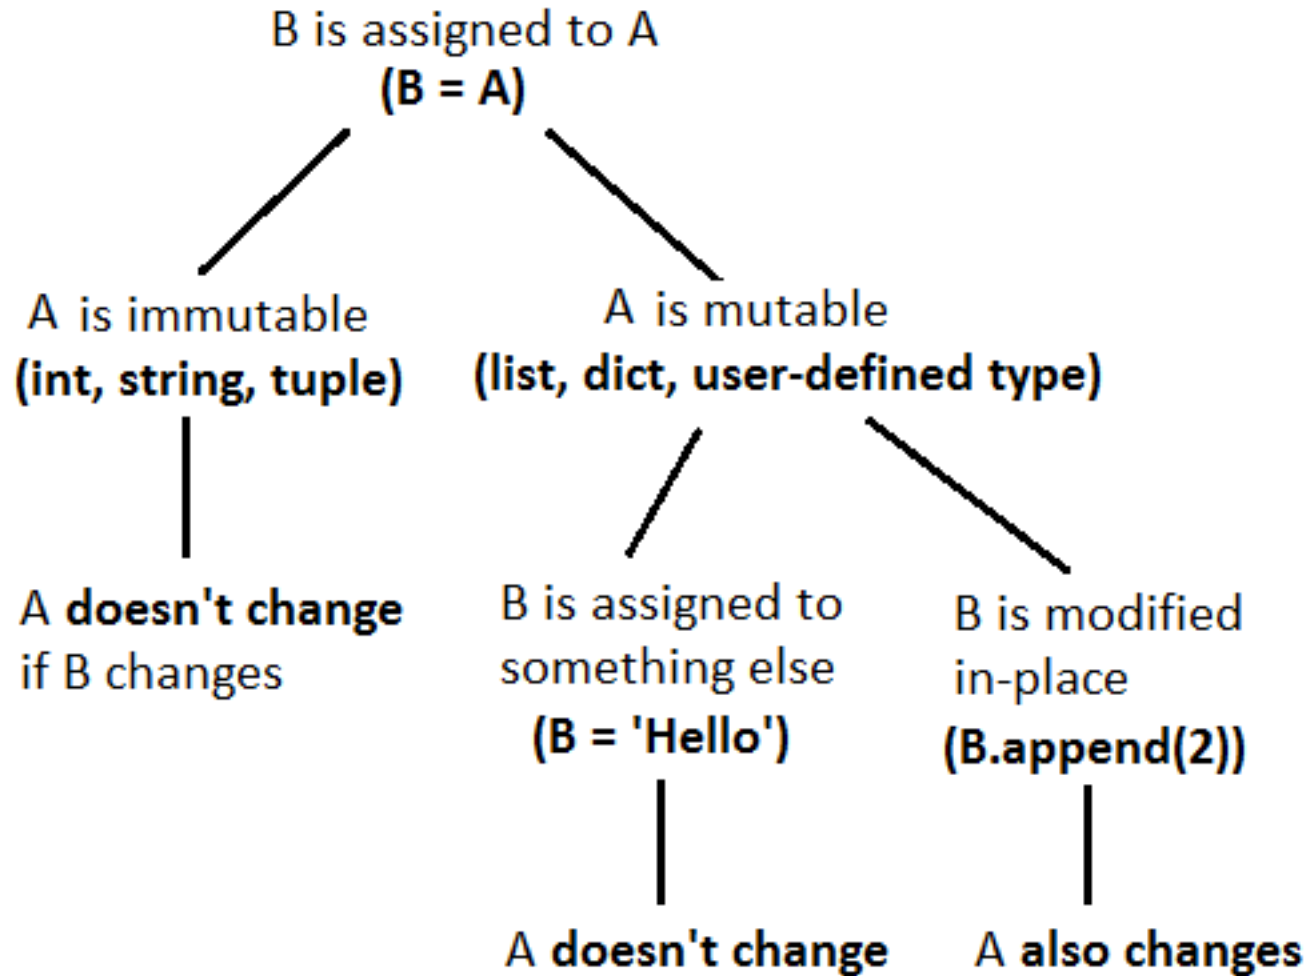 B is assigned to A
(B = A)
A is immutable
(int, string, tuple)
A is mutable
(list, dict, user-defined type)
A doesn't change
if B changes
B is assigned to
something else
(B = 'Hello')
B is modified
in-place
(B.append(2))
A doesn't change
A also changes